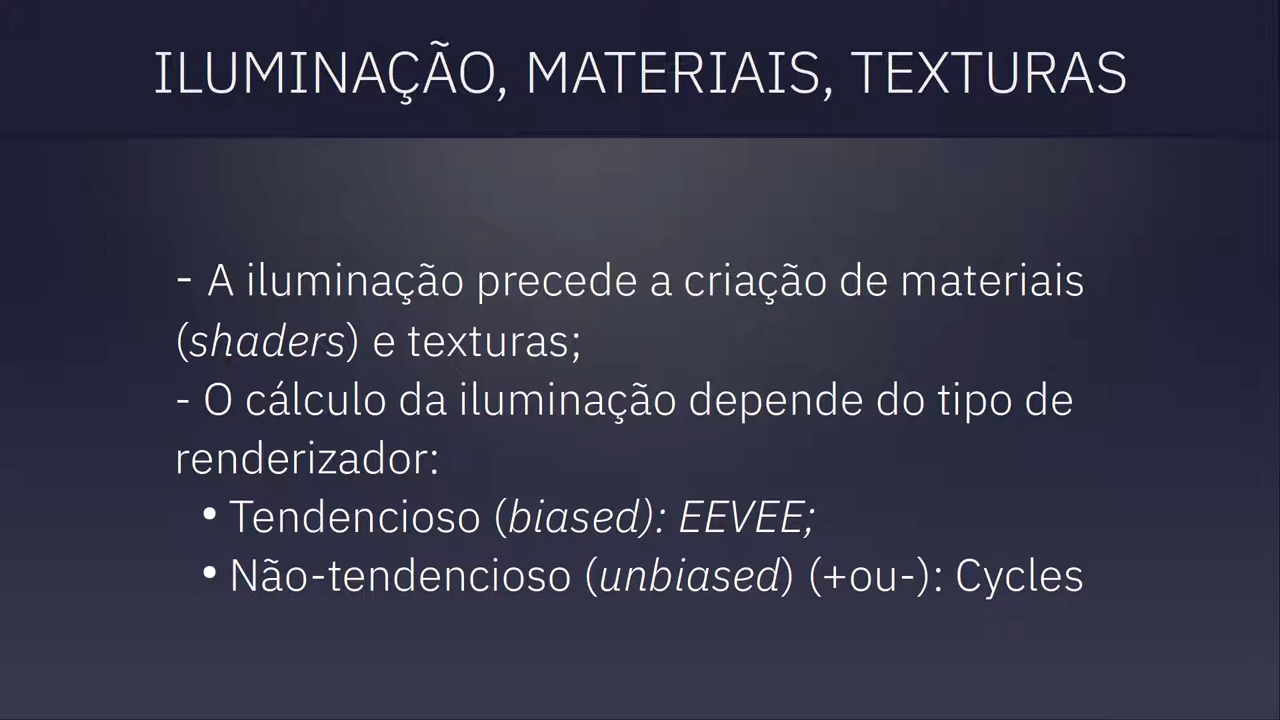 ILUMINAÇÃO, MATERIAIS, TEXTURAS
- A iluminação precede a criação de materiais
(shaders) e texturas;
- O cálculo da iluminação depende do tipo de
renderizador:
• Tendencioso (biased): EEVEE;
• Não-tendencioso (unbiased) (+ou-): Cycles